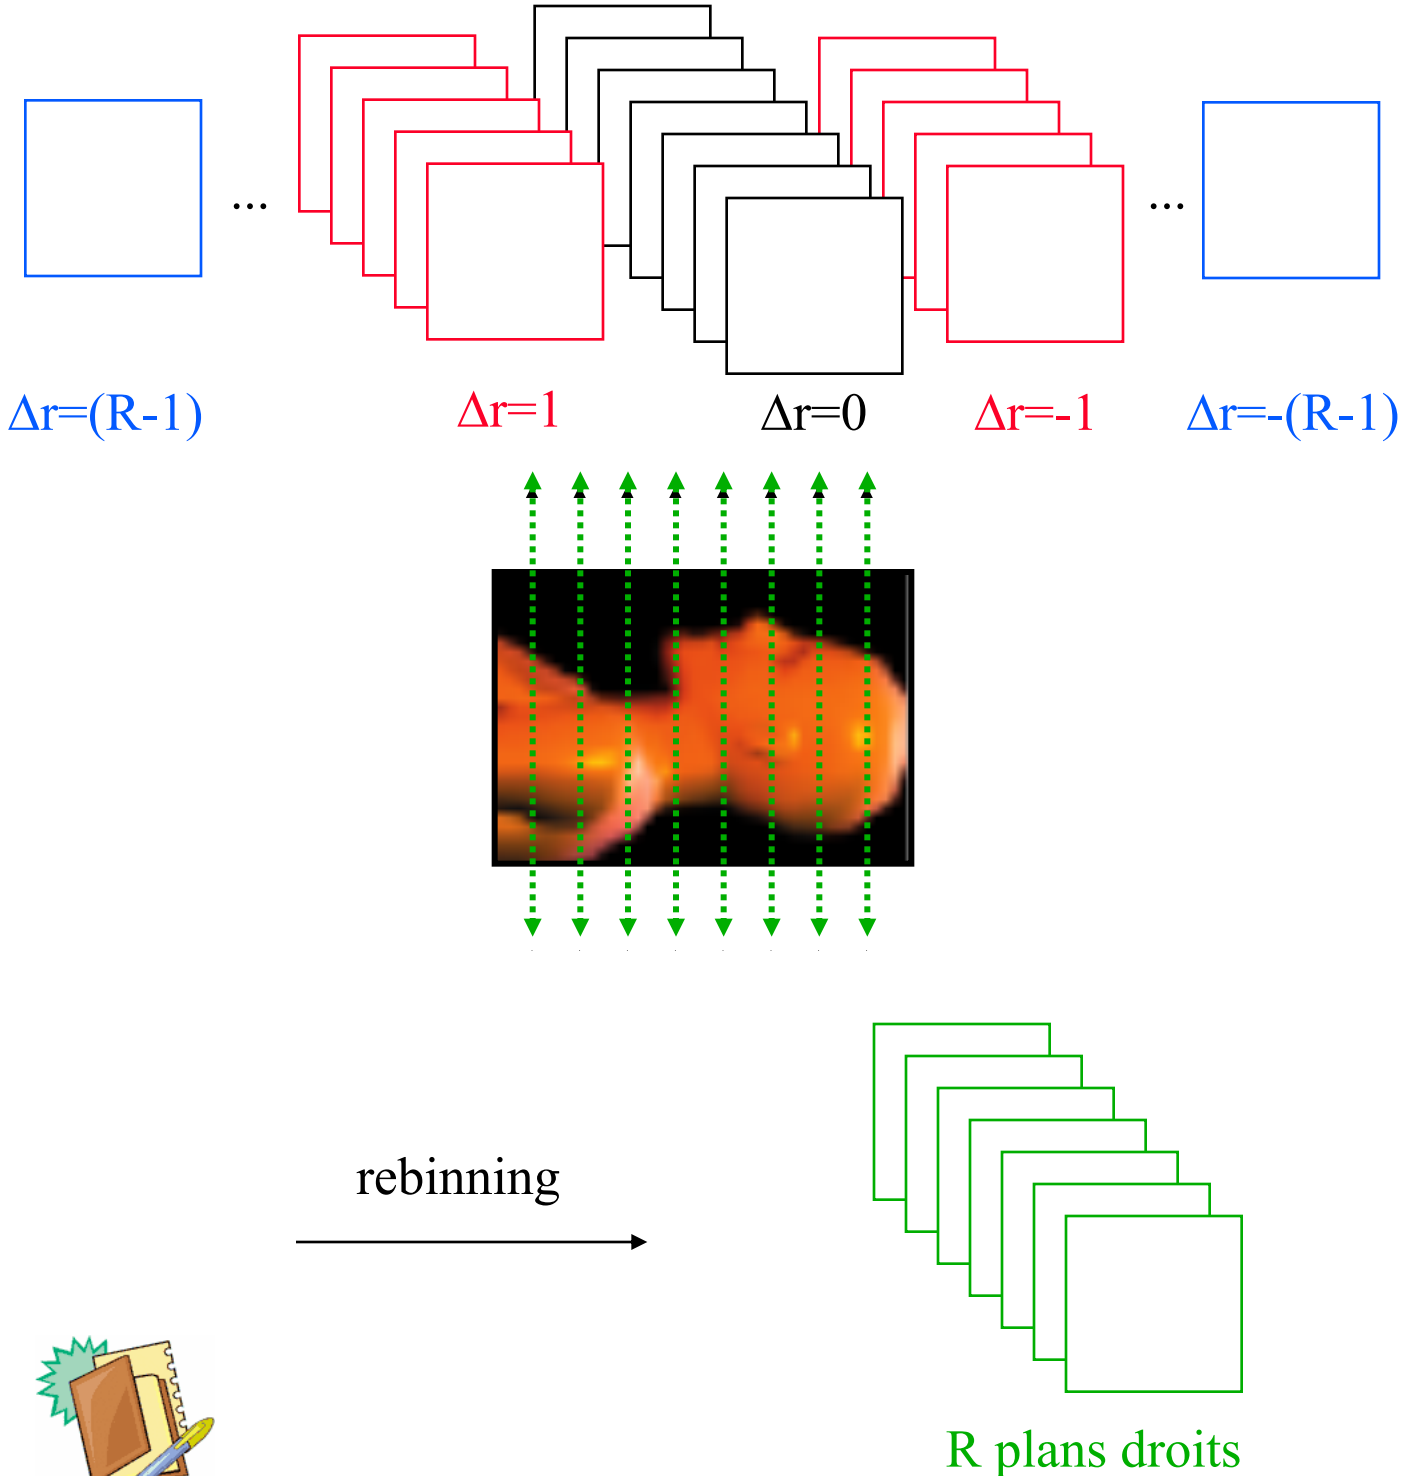 ... ...
Δr=(R-1) Δr=1 Δr=0 Δr=-1 Δr=-(R-1)
rebinning
R plans droits